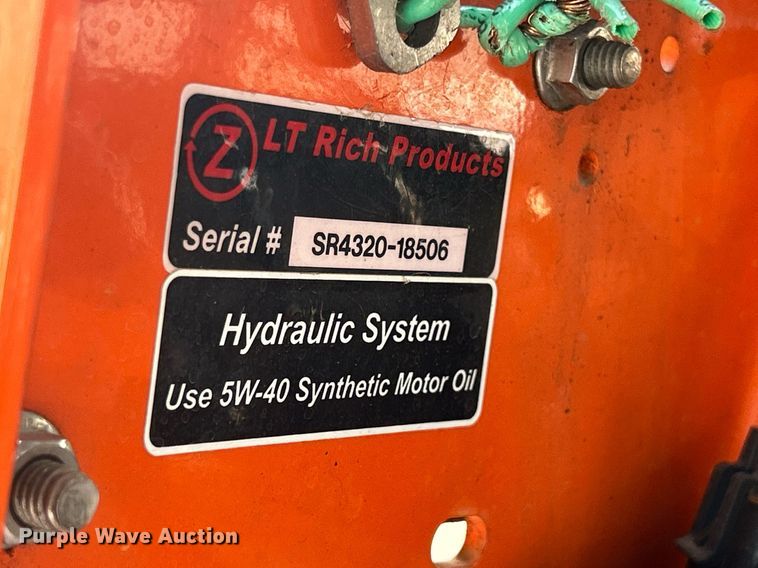 Z LT Rich Products
Serial # SR4320-18506
Hydraulic System
Use 5W-40 Synthetic Motor Oil
Purple Wave Auction